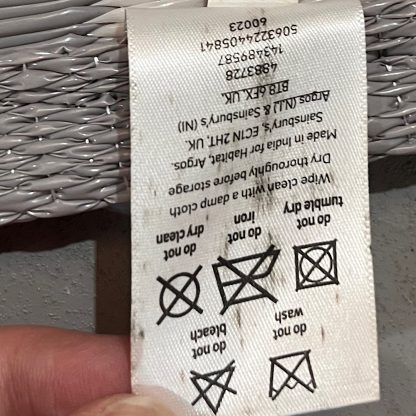 do not wash
do not bleach
do not tumble dry
do not iron
do not dry clean
Wipe clean with a damp cloth
Dry thoroughly before storage
Made in India for Habitat, Argos.
Sainsbury's, EC1N 2HT, UK.
Argos (N.I) & Sainsbury's (NI)
BT8 6FX, UK.
4983728
143489587
5063224405841
60023